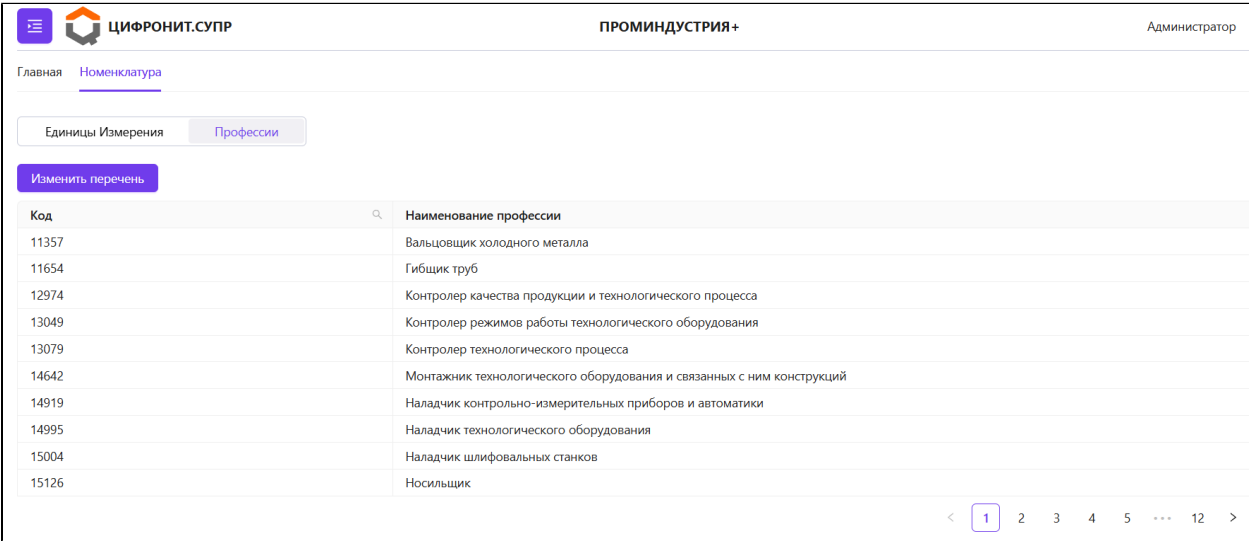 ЦИФРОНИТ.СУПР ПРОМИНДУСТРИЯ+ Администратор
Главная Номенклатура
Единицы Измерения Профессии
Изменить перечень
Код Наименование профессии
11357 Вальцовщик холодного металла
11654 Гибщик труб
12974 Контролер качества продукции и технологического процесса
13049 Контролер режимов работы технологического оборудования
13079 Контролер технологического процесса
14642 Монтажник технологического оборудования и связанных с ним конструкций
14919 Наладчик контрольно-измерительных приборов и автоматики
14995 Наладчик технологического оборудования
15004 Наладчик шлифовальных станков
15126 Носильщик
< 1 2 3 4 5 ••• 12 >